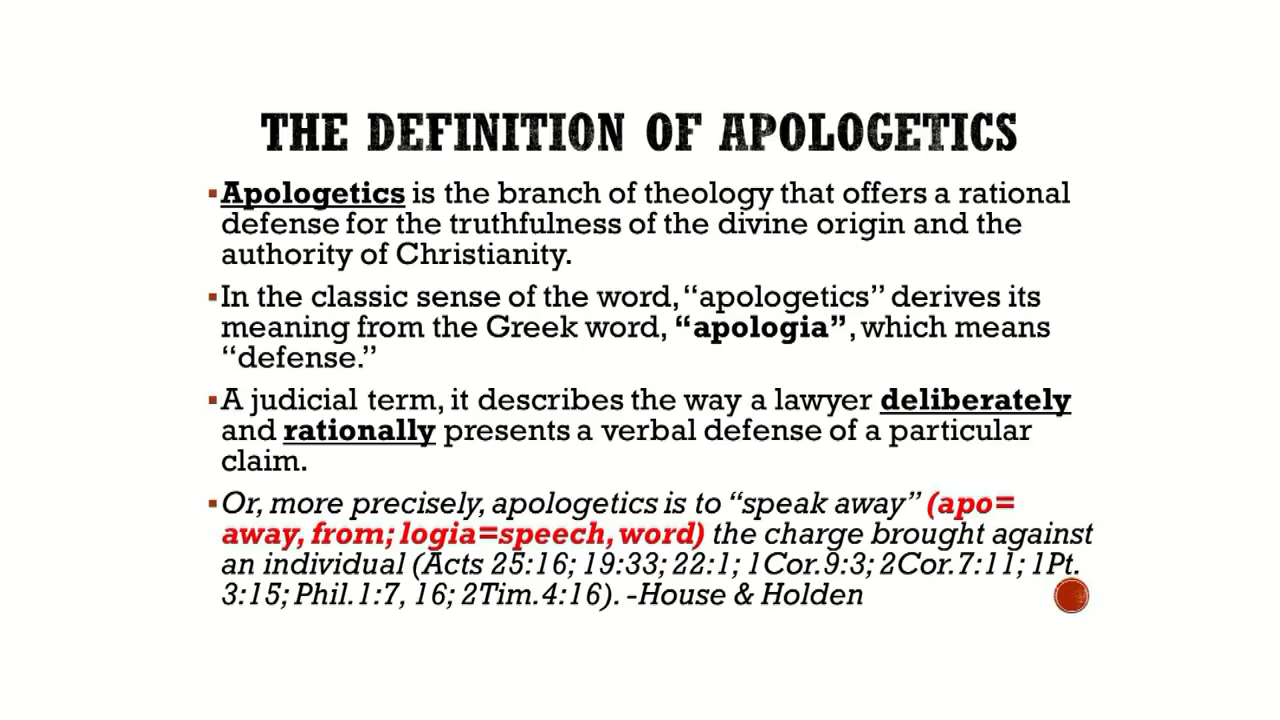 THE DEFINITION OF APOLOGETICS
▪Apologetics is the branch of theology that offers a rational
defense for the truthfulness of the divine origin and the
authority of Christianity.
▪In the classic sense of the word, “apologetics” derives its
meaning from the Greek word, “apologia”, which means
“defense.”
▪A judicial term, it describes the way a lawyer deliberately
and rationally presents a verbal defense of a particular
claim.
▪Or, more precisely, apologetics is to “speak away” (apo=
away, from; logia=speech, word) the charge brought against
an individual (Acts 25:16; 19:33; 22:1; 1Cor.9:3; 2Cor.7:11; 1Pt.
3:15; Phil.1:7, 16; 2Tim.4:16). -House & Holden